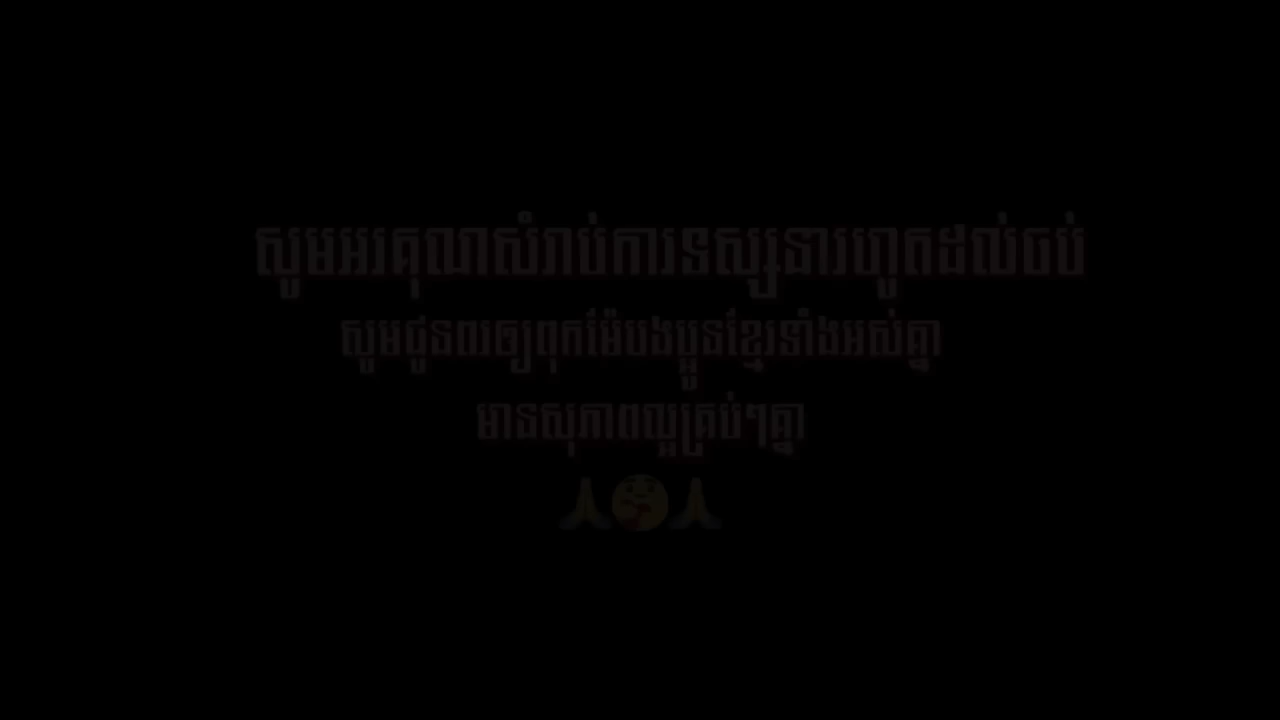 សូមអរគុណសំរាប់ការទស្សនារហូតដល់ចប់
សូមជូនពរឲ្យពុកម៉ែបងប្អូនខ្មែរទាំងអស់គ្នា
មានសុភាពល្អគ្រប់ៗគ្នា